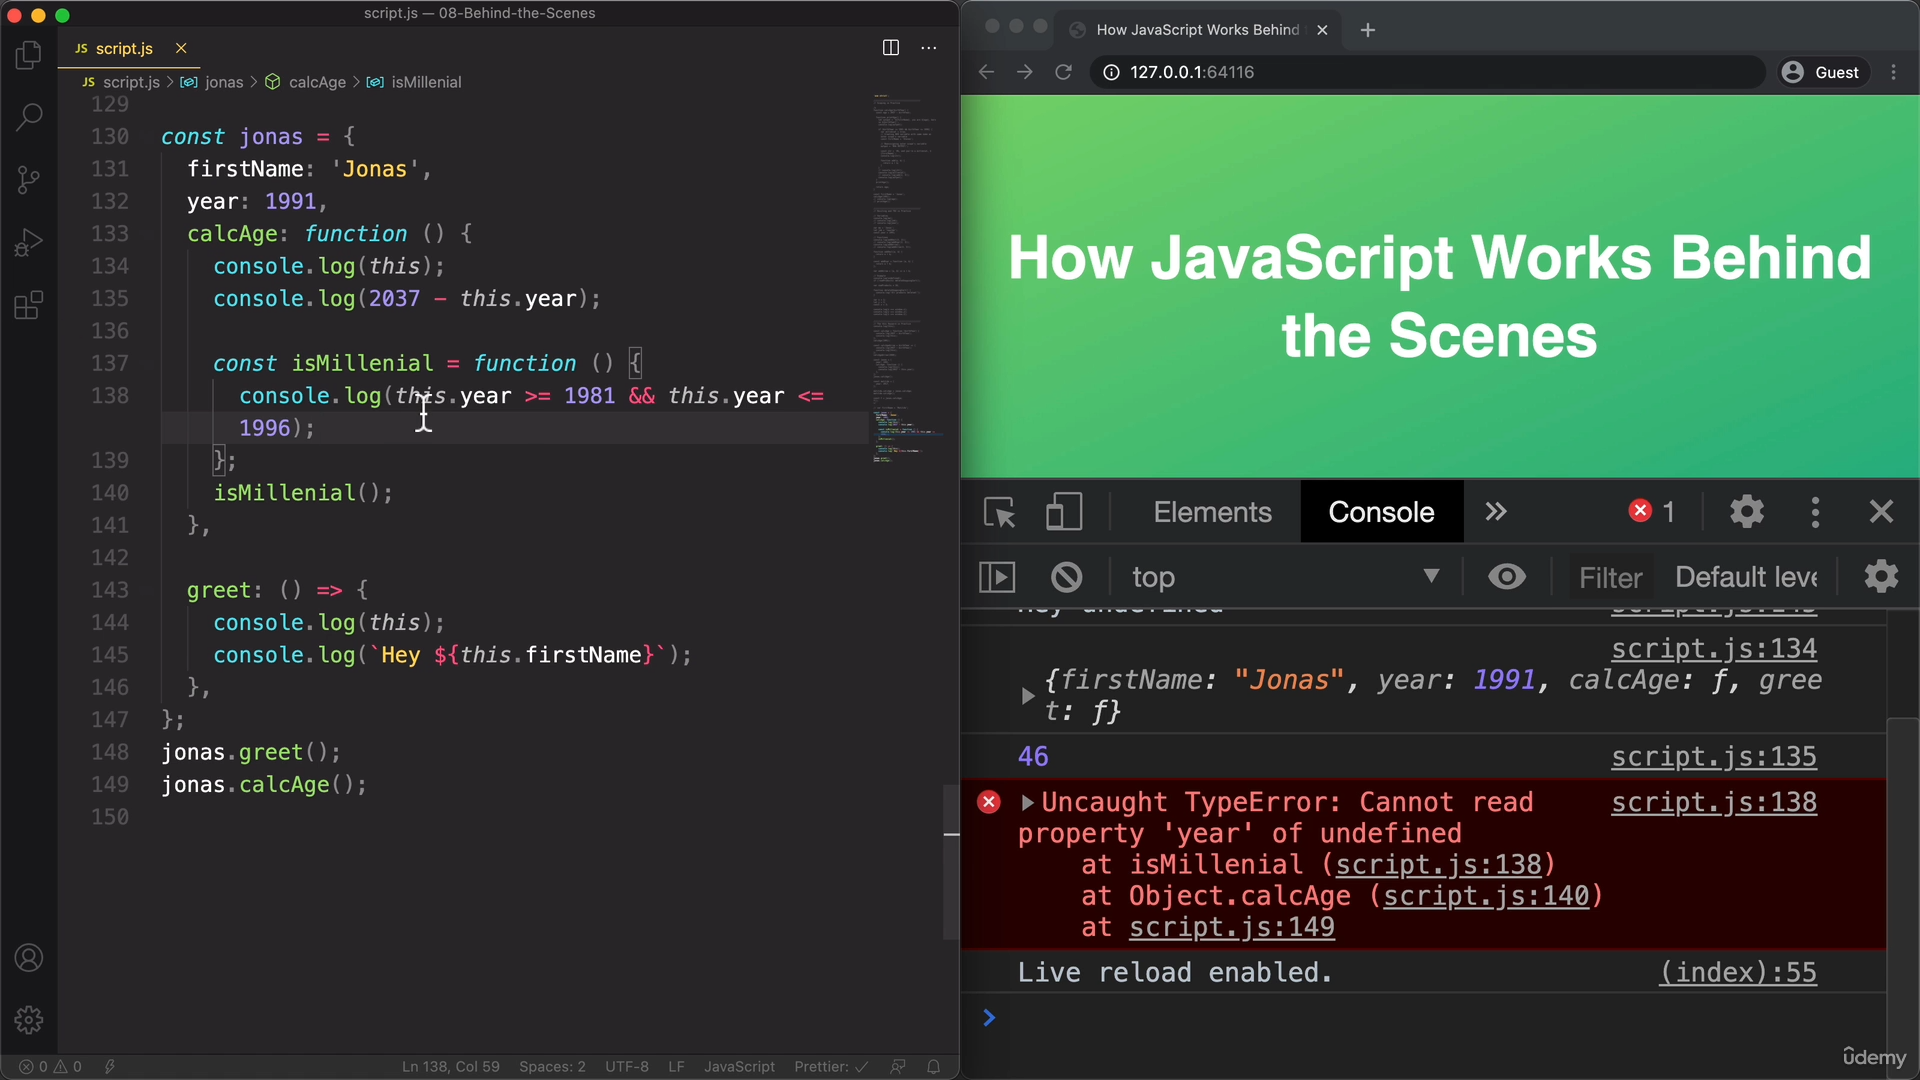 script.js — 08-Behind-the-Scenes
JS script.js
JS script.js > jonas > calcAge > isMillenial
129
130 const jonas = {
131 firstName: 'Jonas',
132 year: 1991,
133 calcAge: function () {
134 console.log(this);
135 console.log(2037 - this.year);
136
137 const isMillenial = function () {
138 console.log(this.year >= 1981 && this.year <=
1996);
139 };
140 isMillenial();
141 },
142
143 greet: () => {
144 console.log(this);
145 console.log(`Hey ${this.firstName}`);
146 },
147 };
148 jonas.greet();
149 jonas.calcAge();
150
0 0 Ln 138, Col 59 Spaces: 2 UTF-8 LF JavaScript Prettier: ✓
How JavaScript Works Behind
127.0.0.1:64116 Guest
How JavaScript Works Behind
the Scenes
Elements Console » 1
top Filter Default leve
Hey undefined script.js:145
script.js:134
{firstName: "Jonas", year: 1991, calcAge: ƒ, gree
t: ƒ}
46 script.js:135
Uncaught TypeError: Cannot read script.js:138
property 'year' of undefined
at isMillenial (script.js:138)
at Object.calcAge (script.js:140)
at script.js:149
Live reload enabled. (index):55
>
ûdemy